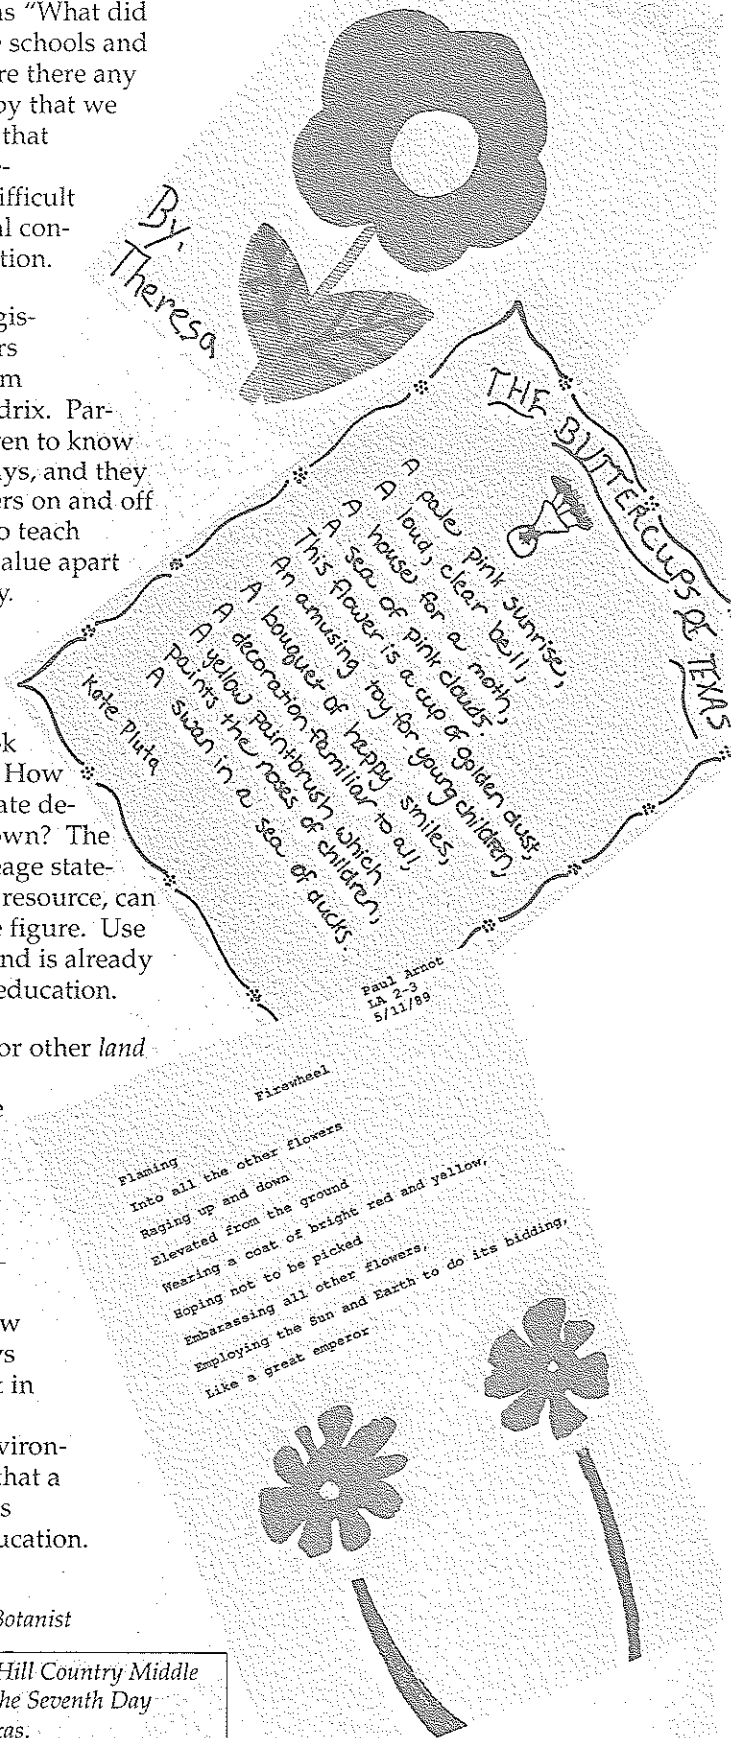 as "What did
schools and
re there any
by that we
that
-
ifficult
al con-
tion.
gis-
rs
m
drix. Par-
en to know
ays, and they
ers on and off
o teach
alue apart
y.
k
How
ate de-
own? The
eage state-
resource, can
e figure. Use
and is already
education.
or other land
e
-
w
ys
t in
viron-
that a
s
ucation.
Botanist
Hill Country Middle
he Seventh Day
xas.
By,
Theresa
THE BUTTERCUPS OF TEXAS
A pale pink sunrise,
A loud, clear bell,
A house for a moth,
A sea of pink clouds.
This flower is a cup of golden dust,
An amusing toy for young children,
A bouquet of happy smiles,
A decoration familiar to all,
A yellow paintbrush which
paints the noses of children,
A swan in a sea of ducks.
Kate Pluta
Paul Arnot
LA 2-3
5/11/89
Firewheel
Flaming
Into all the other flowers
Raging up and down
Elevated from the ground
Wearing a coat of bright red and yellow,
Hoping not to be picked
Embarassing all other flowers,
Employing the Sun and Earth to do its bidding,
Like a great emperor